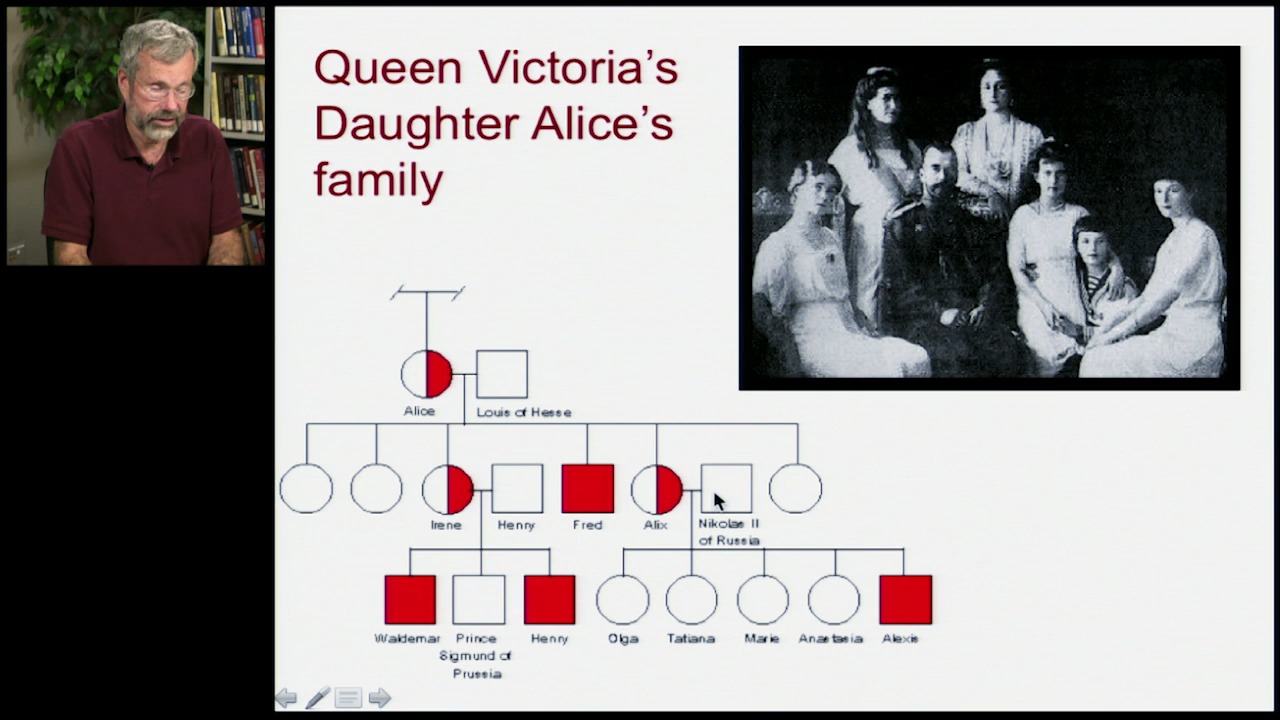 Queen Victoria's
Daughter Alice's
family
Alice
Louis of Hesse
Irene
Henry
Fred
Alix
Nikolas II
of Russia
Waldemar
Prince
Sigmund of
Prussia
Henry
Olga
Tatiana
Marie
Anastasia
Alexis